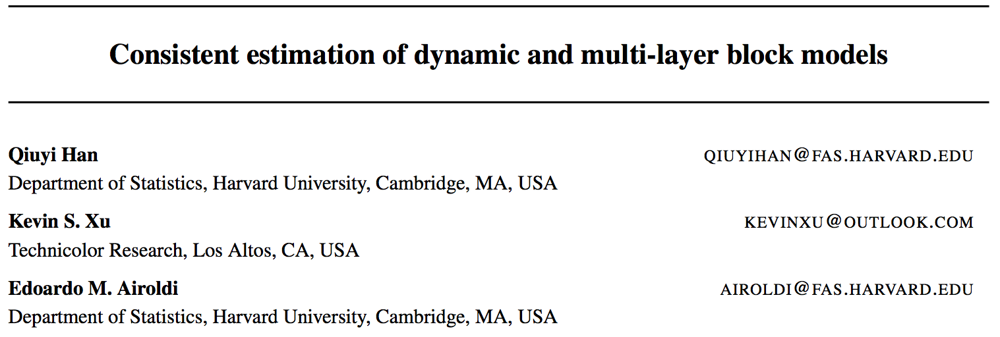 Consistent estimation of dynamic and multi-layer block models
Qiuyi Han QIUYIHAN@FAS.HARVARD.EDU
Department of Statistics, Harvard University, Cambridge, MA, USA
Kevin S. Xu KEVINXU@OUTLOOK.COM
Technicolor Research, Los Altos, CA, USA
Edoardo M. Airoldi AIROLDI@FAS.HARVARD.EDU
Department of Statistics, Harvard University, Cambridge, MA, USA